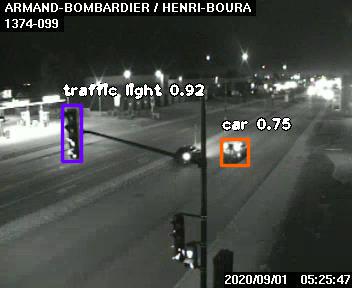 ARMAND-BOMBARDIER / HENRI-BOURA
1374-099
traffic light 0.92
car 0.75
2020/09/01 05:25:47